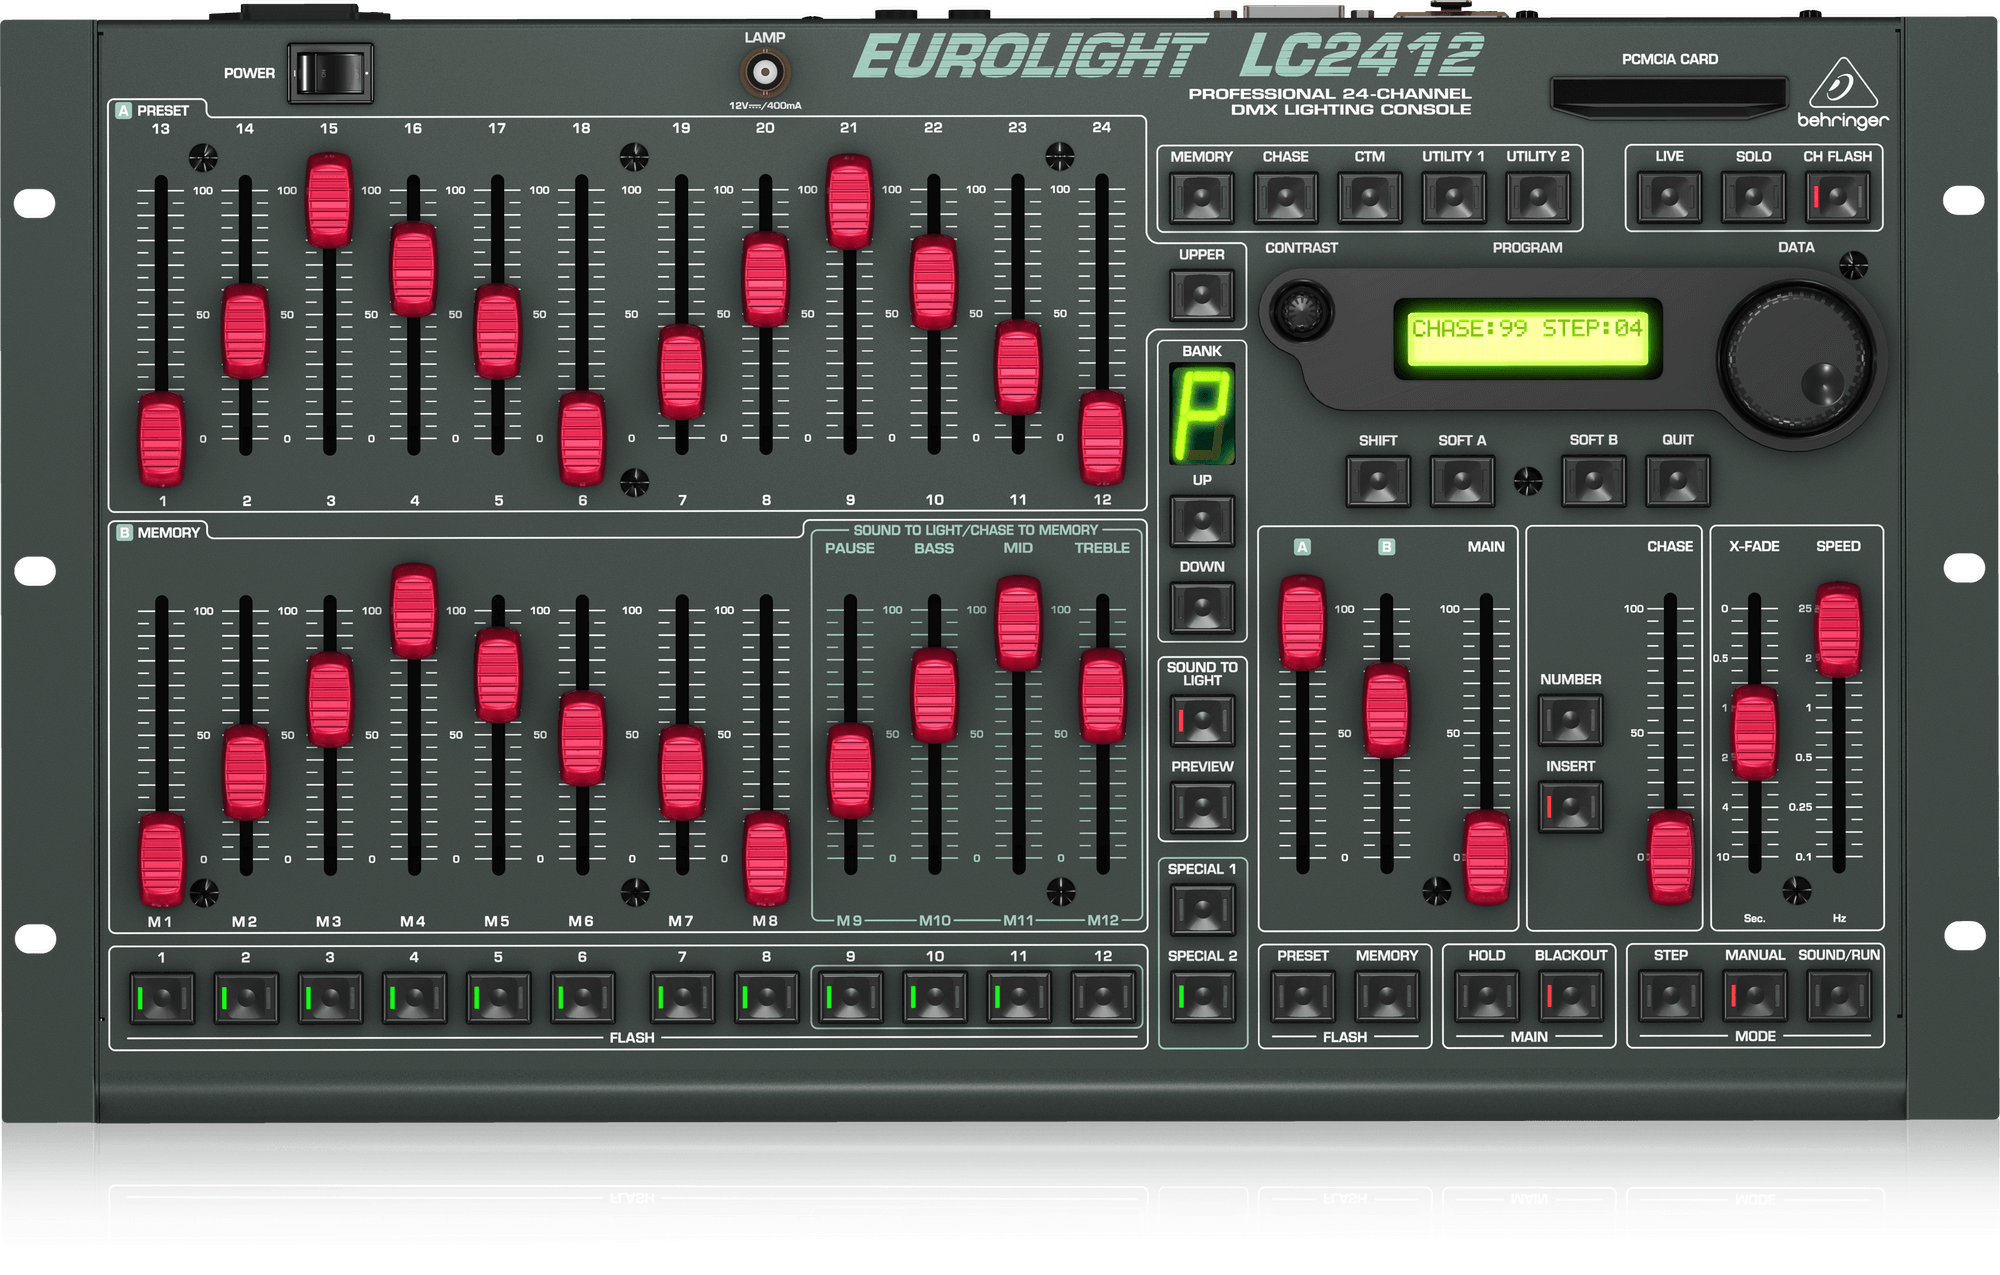 POWER
LAMP
12V⎓/400mA
EUROLIGHT LC2412
PROFESSIONAL 24-CHANNEL
DMX LIGHTING CONSOLE
PCMCIA CARD
behringer
A PRESET
13 14 15 16 17 18 19 20 21 22 23 24
100 100 100 100 100 100 100 100 100 100
50 50 50 50 50 50 50 50 50 50
0 0 0 0 0 0 0 0 0 0
1 2 3 4 5 6 7 8 9 10 11 12
MEMORY CHASE CTM UTILITY 1 UTILITY 2
LIVE SOLO CH FLASH
UPPER
CONTRAST PROGRAM DATA
CHASE:99 STEP:04
BANK
P
UP
DOWN
SHIFT SOFT A SOFT B QUIT
B MEMORY
SOUND TO LIGHT/CHASE TO MEMORY
PAUSE BASS MID TREBLE
100 100 100 100 100 100 100 100 100 100
50 50 50 50 50 50 50 50 50 50
0 0 0 0 0 0 0 0 0 0
M1 M2 M3 M4 M5 M6 M7 M8 M9 M10 M11 M12
SOUND TO
LIGHT
PREVIEW
SPECIAL 1
SPECIAL 2
A B MAIN
100 100
50 50
0 0
CHASE
100
50
0
NUMBER
INSERT
X-FADE SPEED
0 25
0.5 2
1 1
2 0.5
4 0.25
10 0.1
Sec. Hz
1 2 3 4 5 6 7 8 9 10 11 12
FLASH
PRESET MEMORY
FLASH
HOLD BLACKOUT
MAIN
STEP MANUAL SOUND/RUN
MODE